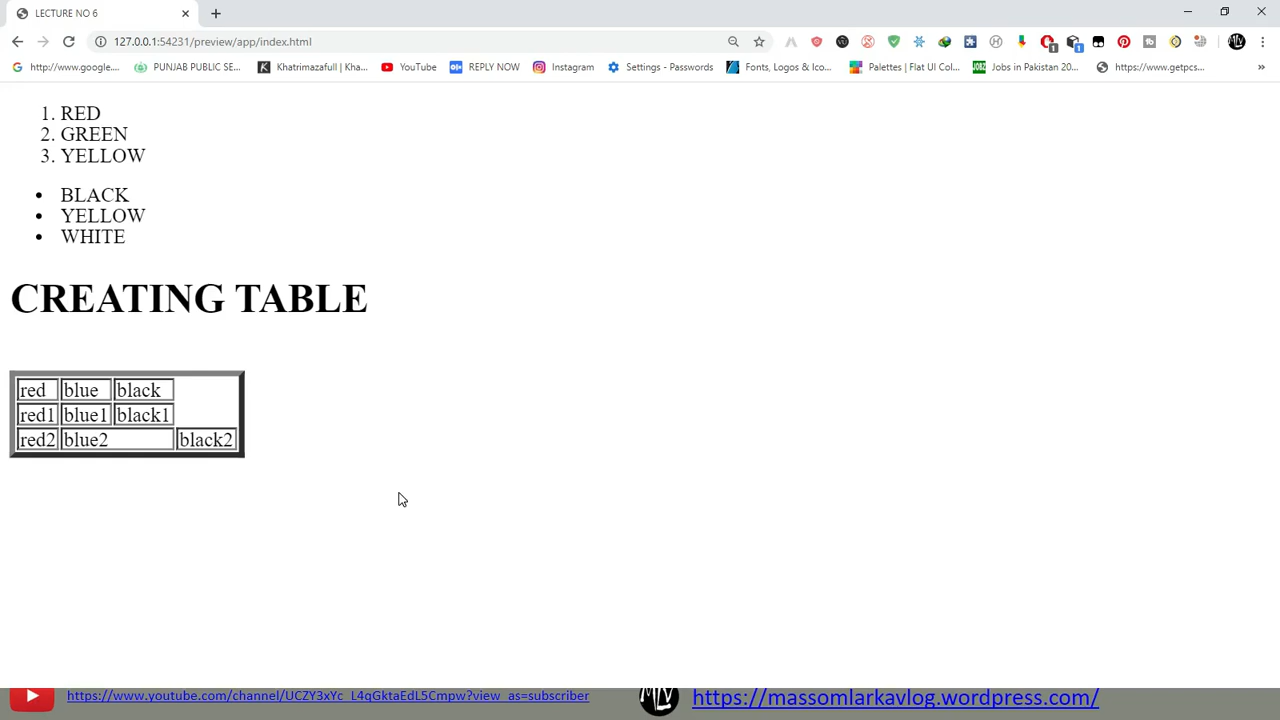 LECTURE NO 6
127.0.0.1:54231/preview/app/index.html
http://www.google.... PUNJAB PUBLIC SE... Khatrimazafull | Kha... YouTube REPLY NOW Instagram Settings - Passwords Fonts, Logos & Ico... Palettes | Flat UI Col... Jobs in Pakistan 20... https://www.getpcs... »
1. RED
2. GREEN
3. YELLOW
• BLACK
• YELLOW
• WHITE
CREATING TABLE
red blue black
red1 blue1 black1
red2 blue2 black2
https://www.youtube.com/channel/UCZY3xYc_L4qGktaEdL5Cmpw?view_as=subscriber
MLV https://massomlarkavlog.wordpress.com/